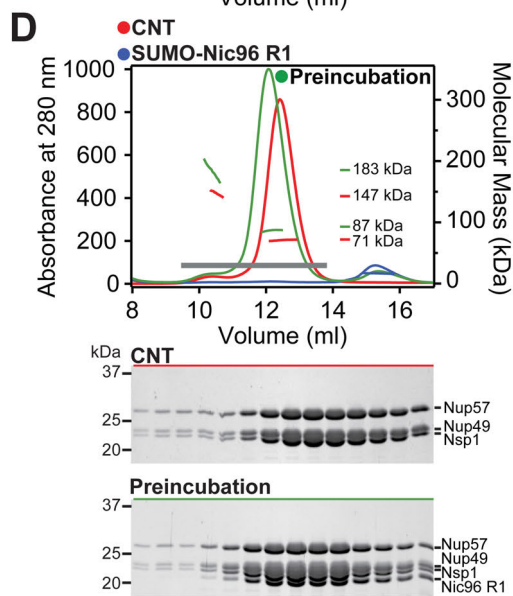 Volume (ml)
D
CNT
SUMO-Nic96 R1
Preincubation
Absorbance at 280 nm
1000
800
600
400
200
0
Molecular Mass (kDa)
300
200
100
0
183 kDa
147 kDa
87 kDa
71 kDa
8 10 12 14 16
Volume (ml)
kDa CNT
37
25
20
Nup57
Nup49
Nsp1
Preincubation
37
25
20
Nup57
Nup49
Nsp1
Nic96 R1